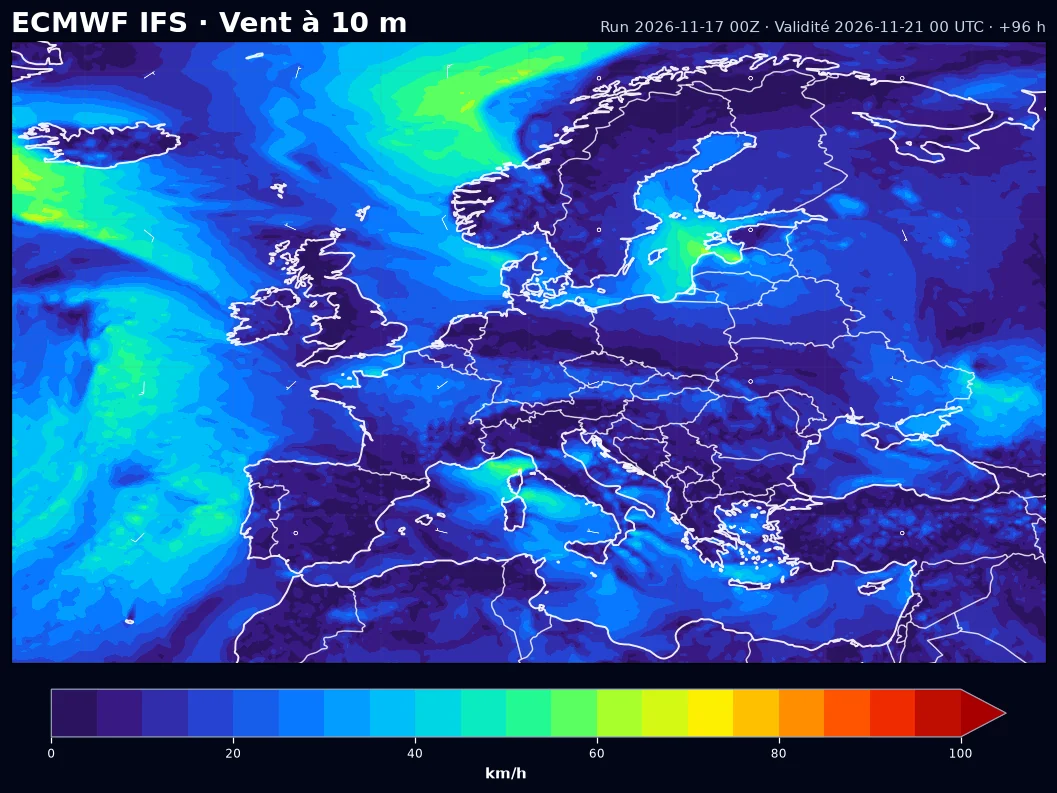 ECMWF IFS · Vent à 10 m
Run 2026-11-17 00Z · Validité 2026-11-21 00 UTC · +96 h
0 20 40 60 80 100
km/h